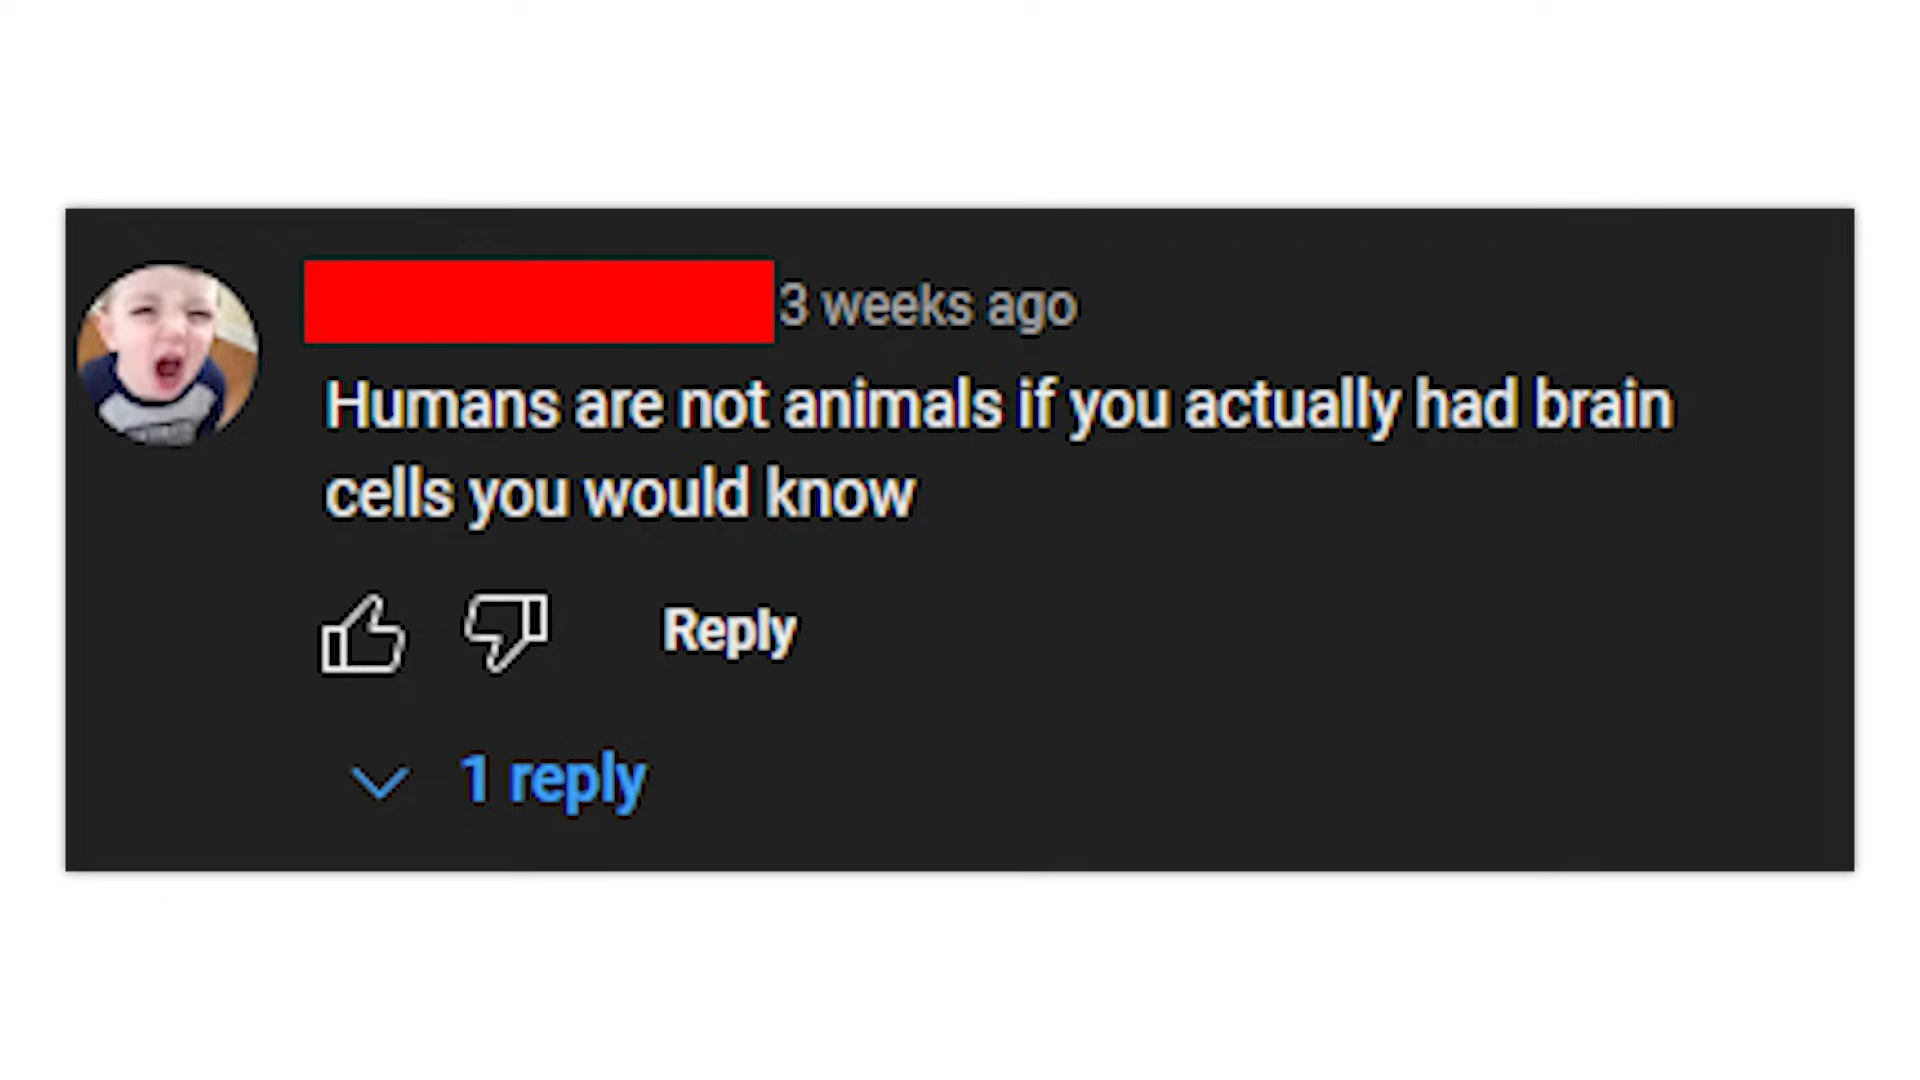 3 weeks ago
Humans are not animals if you actually had brain
cells you would know
Reply
1 reply